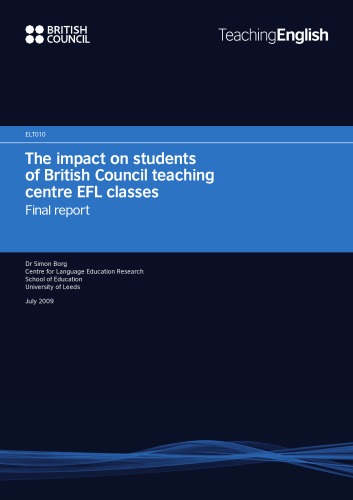 BRITISH
COUNCIL
TeachingEnglish
ELT010
The impact on students
of British Council teaching
centre EFL classes
Final report
Dr Simon Borg
Centre for Language Education Research
School of Education
University of Leeds
July 2009